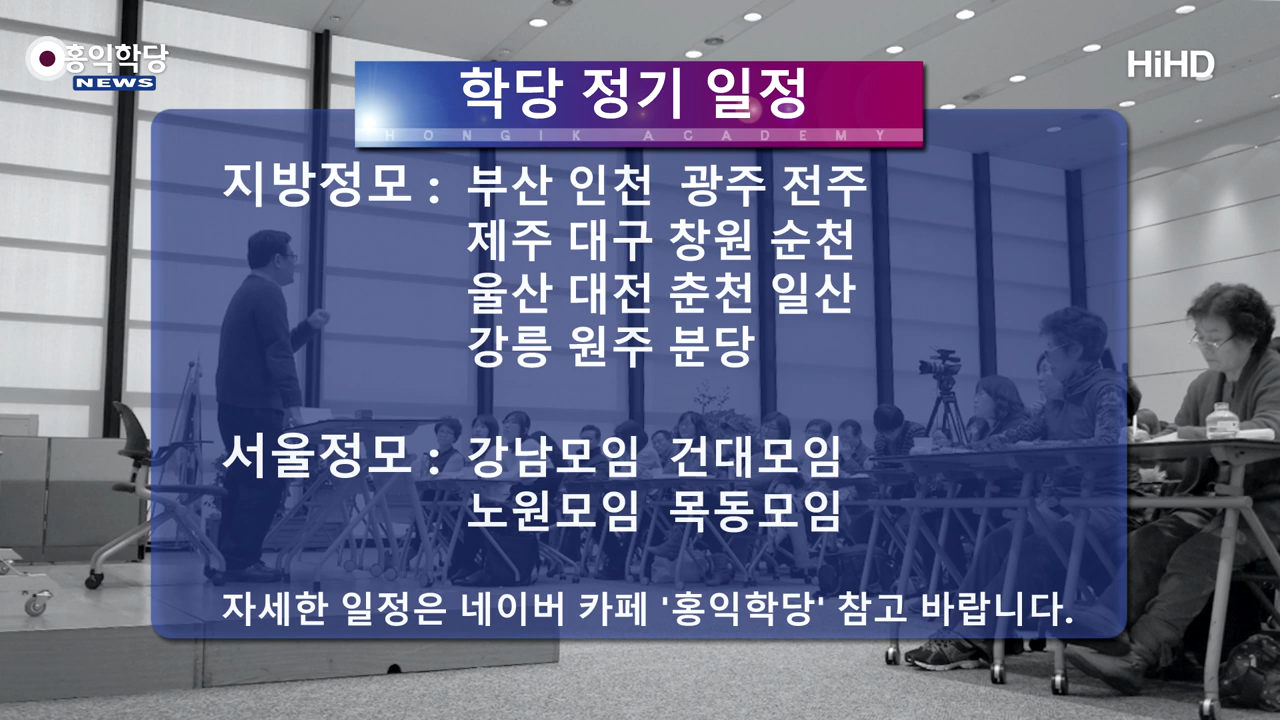 홍익학당
NEWS
HiHD
학당 정기 일정
HONGIK ACADEMY
지방정모 : 부산 인천 광주 전주
제주 대구 창원 순천
울산 대전 춘천 일산
강릉 원주 분당
서울정모 : 강남모임 건대모임
노원모임 목동모임
자세한 일정은 네이버 카페 '홍익학당' 참고 바랍니다.